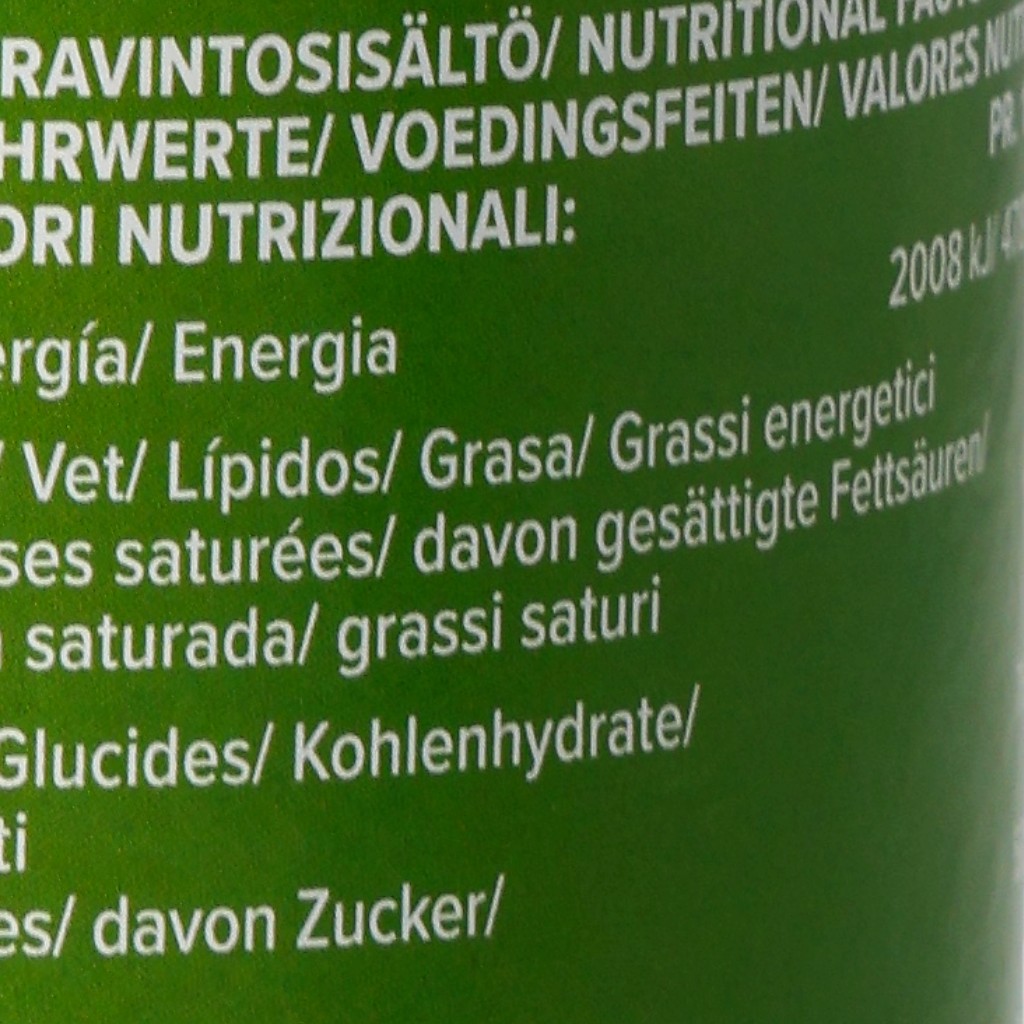 RAVINTOSISÄLTÖ/ NUTRITIONAL
HRWERTE/ VOEDINGSFEITEN/ VALORES
PR.
ORI NUTRIZIONALI:
2008 kJ/
ergía/ Energia
/ Vet/ Lípidos/ Grasa/ Grassi energetici
ses saturées/ davon gesättigte Fettsäuren/
saturada/ grassi saturi
Glucides/ Kohlenhydrate/
ti
es/ davon Zucker/